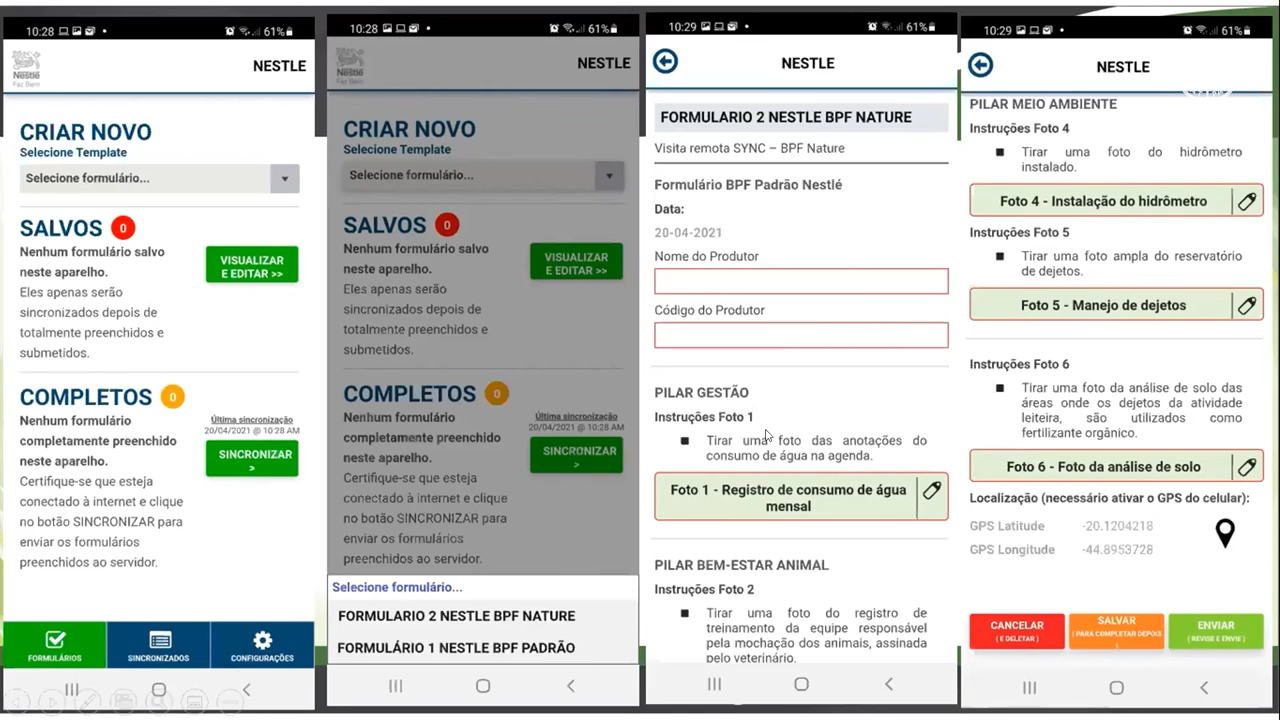 10:28
61%
Nestlé
Faz Bem
NESTLE
CRIAR NOVO
Selecione Template
Selecione formulário...
SALVOS 0
Nenhum formulário salvo
neste aparelho.
Eles apenas serão
sincronizados depois de
totalmente preenchidos e
submetidos.
VISUALIZAR
E EDITAR >>
COMPLETOS 0
Nenhum formulário
completamente preenchido
neste aparelho.
Certifique-se que esteja
conectado à internet e clique
no botão SINCRONIZAR para
enviar os formulários
preenchidos ao servidor.
Última sincronização
20/04/2021 @ 10:28 AM
SINCRONIZAR
>
FORMULÁRIOS
SINCRONIZADOS
CONFIGURAÇÕES
10:28
61%
Nestlé
Faz Bem
NESTLE
CRIAR NOVO
Selecione Template
Selecione formulário...
SALVOS 0
Nenhum formulário salvo
neste aparelho.
Eles apenas serão
sincronizados depois de
totalmente preenchidos e
submetidos.
VISUALIZAR
E EDITAR >>
COMPLETOS 0
Nenhum formulário
completamente preenchido
neste aparelho.
Certifique-se que esteja
conectado à internet e clique
no botão SINCRONIZAR para
enviar os formulários
preenchidos ao servidor.
Última sincronização
20/04/2021 @ 10:28 AM
SINCRONIZAR
>
Selecione formulário...
FORMULARIO 2 NESTLE BPF NATURE
FORMULÁRIO 1 NESTLE BPF PADRÃO
10:29
61%
NESTLE
FORMULARIO 2 NESTLE BPF NATURE
Visita remota SYNC – BPF Nature
Formulário BPF Padrão Nestlé
Data:
20-04-2021
Nome do Produtor
Código do Produtor
PILAR GESTÃO
Instruções Foto 1
Tirar uma foto das anotações do
consumo de água na agenda.
Foto 1 - Registro de consumo de água
mensal
PILAR BEM-ESTAR ANIMAL
Instruções Foto 2
Tirar uma foto do registro de
treinamento da equipe responsável
pela mochação dos animais, assinada
pelo veterinário.
10:29
61%
NESTLE
PILAR MEIO AMBIENTE
Instruções Foto 4
Tirar uma foto do hidrômetro
instalado.
Foto 4 - Instalação do hidrômetro
Instruções Foto 5
Tirar uma foto ampla do reservatório
de dejetos.
Foto 5 - Manejo de dejetos
Instruções Foto 6
Tirar uma foto da análise de solo das
áreas onde os dejetos da atividade
leiteira, são utilizados como
fertilizante orgânico.
Foto 6 - Foto da análise de solo
Localização (necessário ativar o GPS do celular):
GPS Latitude -20.1204218
GPS Longitude -44.8953728
CANCELAR
( E DELETAR )
SALVAR
( PARA COMPLETAR DEPOIS
)
ENVIAR
( REVISE E ENVIE )